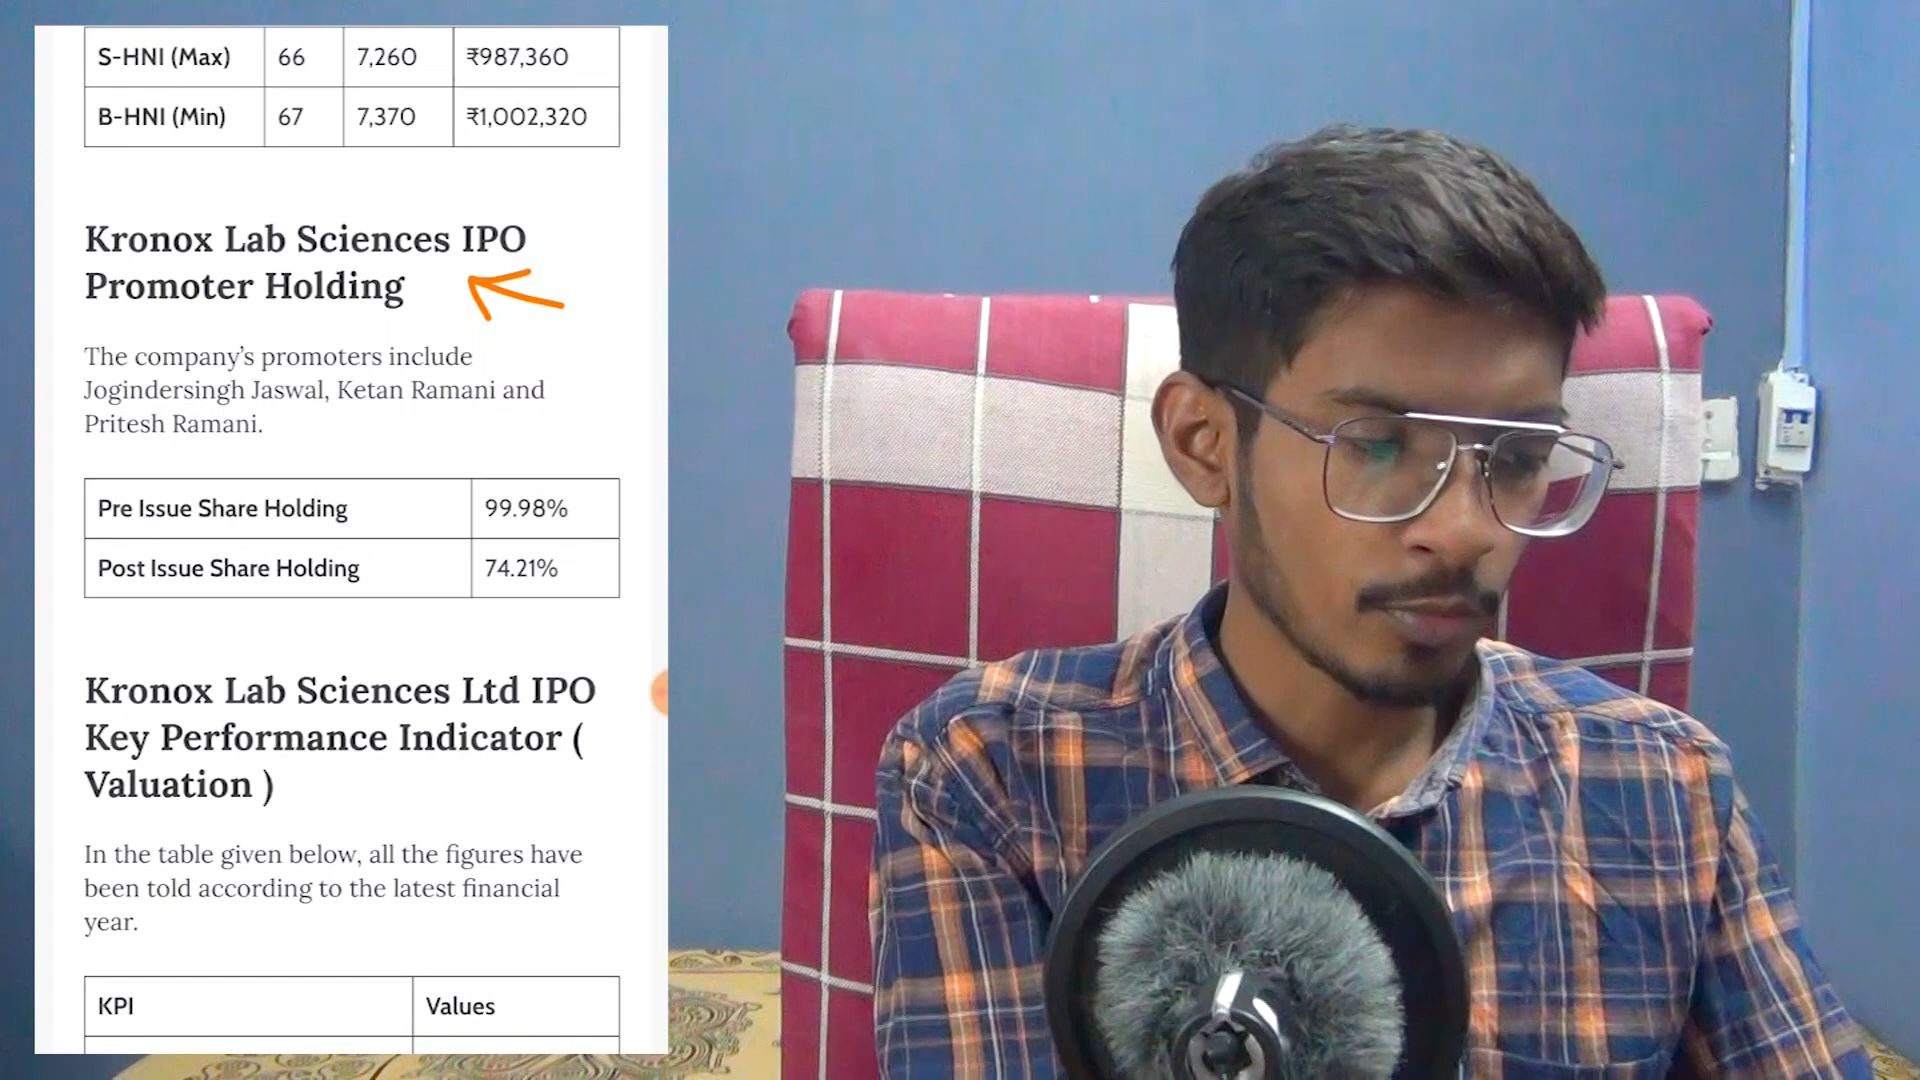 S-HNI (Max) 66 7,260 ₹987,360
B-HNI (Min) 67 7,370 ₹1,002,320
Kronox Lab Sciences IPO
Promoter Holding
The company’s promoters include
Jogindersingh Jaswal, Ketan Ramani and
Pritesh Ramani.
Pre Issue Share Holding 99.98%
Post Issue Share Holding 74.21%
Kronox Lab Sciences Ltd IPO
Key Performance Indicator (
Valuation )
In the table given below, all the figures have
been told according to the latest financial
year.
KPI Values